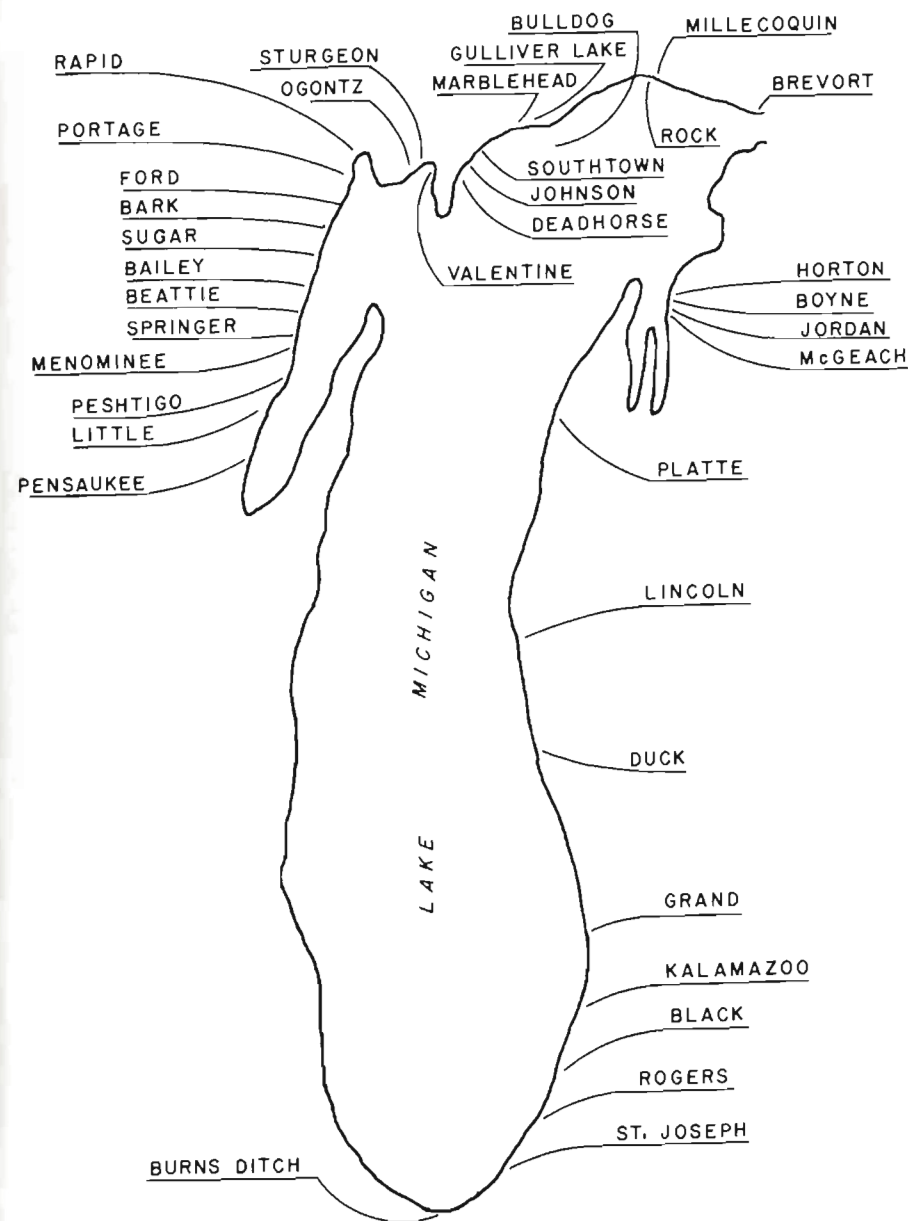 BULLDOG
MILLECOQUIN
GULLIVER LAKE
STURGEON
RAPID
MARBLEHEAD
BREVORT
OGONTZ
PORTAGE
ROCK
SOUTHTOWN
FORD
JOHNSON
BARK
DEADHORSE
SUGAR
BAILEY
VALENTINE
HORTON
BEATTIE
BOYNE
SPRINGER
JORDAN
MENOMINEE
McGEACH
PESHTIGO
LITTLE
PLATTE
PENSAUKEE
LINCOLN
LAKE MICHIGAN
DUCK
GRAND
KALAMAZOO
BLACK
ROGERS
ST. JOSEPH
BURNS DITCH